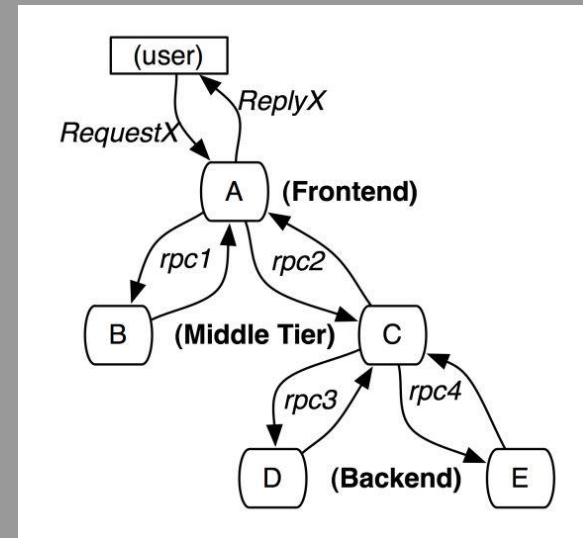 (user)
ReplyX
RequestX
A (Frontend)
rpc1 rpc2
B (Middle Tier) C
rpc3 rpc4
D (Backend) E